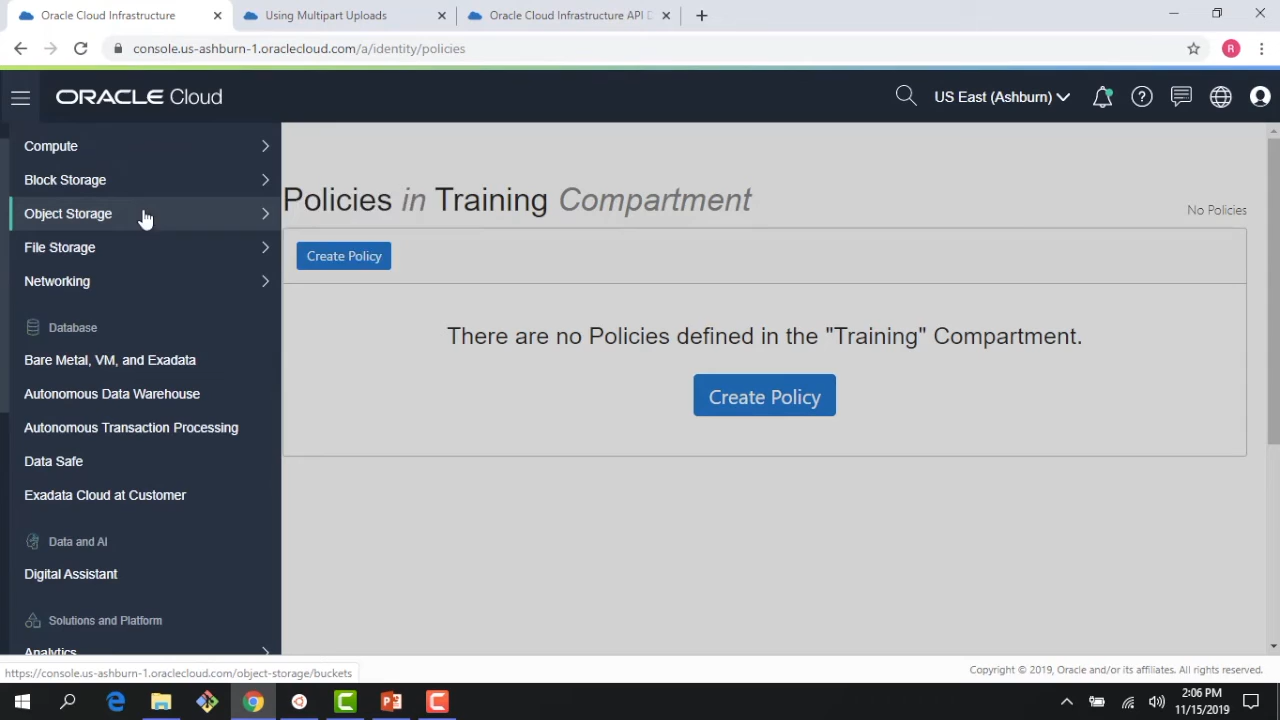 Oracle Cloud Infrastructure
Using Multipart Uploads
Oracle Cloud Infrastructure API D
console.us-ashburn-1.oraclecloud.com/a/identity/policies
R
ORACLE Cloud
US East (Ashburn)
Compute
Block Storage
Object Storage
File Storage
Networking
Database
Bare Metal, VM, and Exadata
Autonomous Data Warehouse
Autonomous Transaction Processing
Data Safe
Exadata Cloud at Customer
Data and AI
Digital Assistant
Solutions and Platform
Analytics
Policies in Training Compartment
No Policies
Create Policy
There are no Policies defined in the "Training" Compartment.
Create Policy
https://console.us-ashburn-1.oraclecloud.com/object-storage/buckets
Copyright © 2019, Oracle and/or its affiliates. All rights reserved.
2:06 PM
11/15/2019